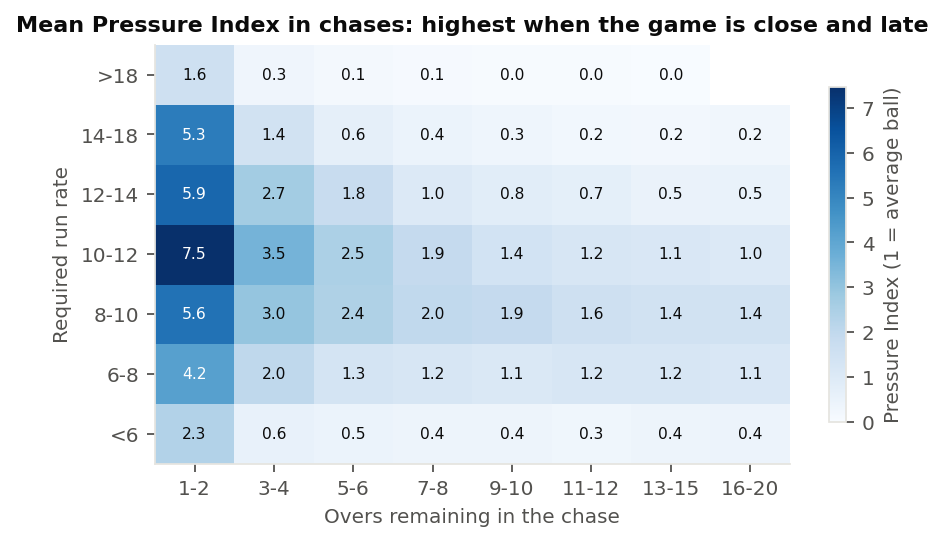 Mean Pressure Index in chases: highest when the game is close and late
Required run rate
>18 1.6 0.3 0.1 0.1 0.0 0.0 0.0
14-18 5.3 1.4 0.6 0.4 0.3 0.2 0.2 0.2
12-14 5.9 2.7 1.8 1.0 0.8 0.7 0.5 0.5
10-12 7.5 3.5 2.5 1.9 1.4 1.2 1.1 1.0
8-10 5.6 3.0 2.4 2.0 1.9 1.6 1.4 1.4
6-8 4.2 2.0 1.3 1.2 1.1 1.2 1.2 1.1
<6 2.3 0.6 0.5 0.4 0.4 0.3 0.4 0.4
1-2 3-4 5-6 7-8 9-10 11-12 13-15 16-20
Overs remaining in the chase
7
6
5
4
3
2
1
0
Pressure Index (1 = average ball)